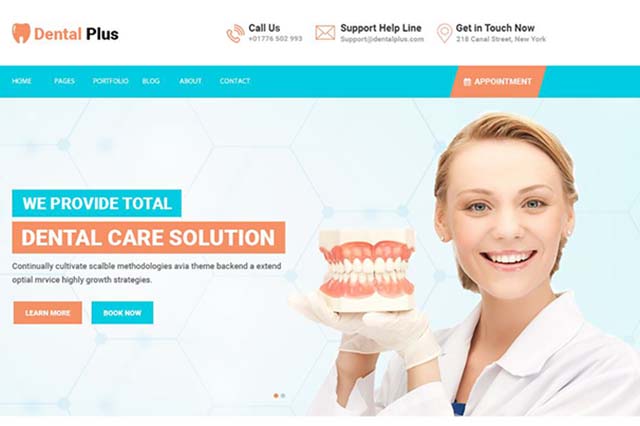 Dental Plus
Call Us
+01776 502 993
Support Help Line
Support@dentalplus.com
Get in Touch Now
218 Canal Street, New York
HOME PAGES PORTFOLIO BLOG ABOUT CONTACT
APPOINTMENT
WE PROVIDE TOTAL
DENTAL CARE SOLUTION
Continually cultivate scalble methodologies avia theme backend a extend
optial mrvice highly growth strategies.
LEARN MORE BOOK NOW